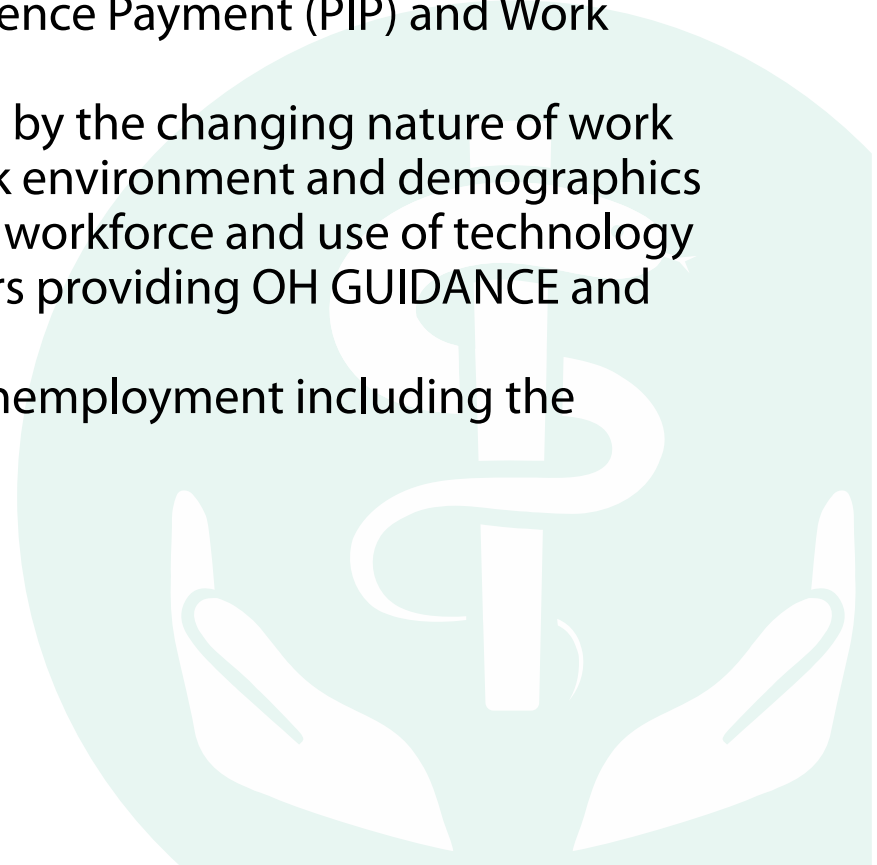 ence Payment (PIP) and Work
by the changing nature of work
k environment and demographics
workforce and use of technology
rs providing OH GUIDANCE and
nemployment including the